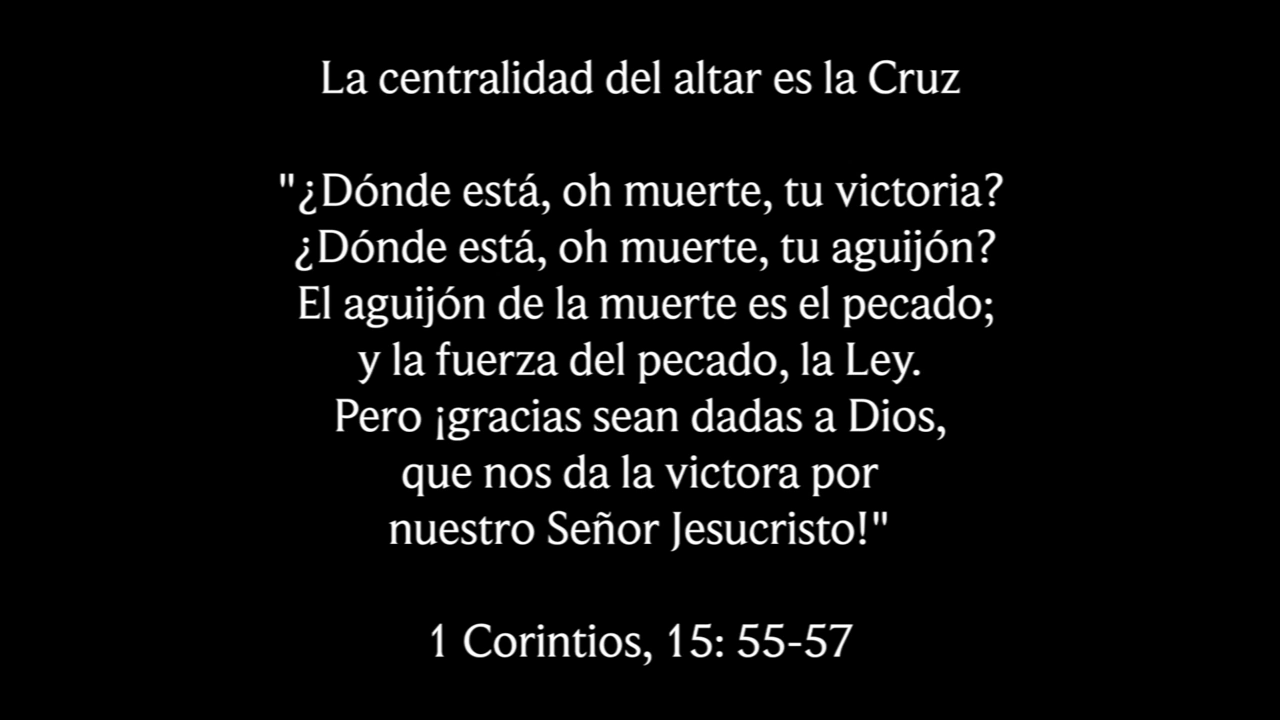 La centralidad del altar es la Cruz
"¿Dónde está, oh muerte, tu victoria?
¿Dónde está, oh muerte, tu aguijón?
El aguijón de la muerte es el pecado;
y la fuerza del pecado, la Ley.
Pero ¡gracias sean dadas a Dios,
que nos da la victora por
nuestro Señor Jesucristo!"
1 Corintios, 15: 55-57